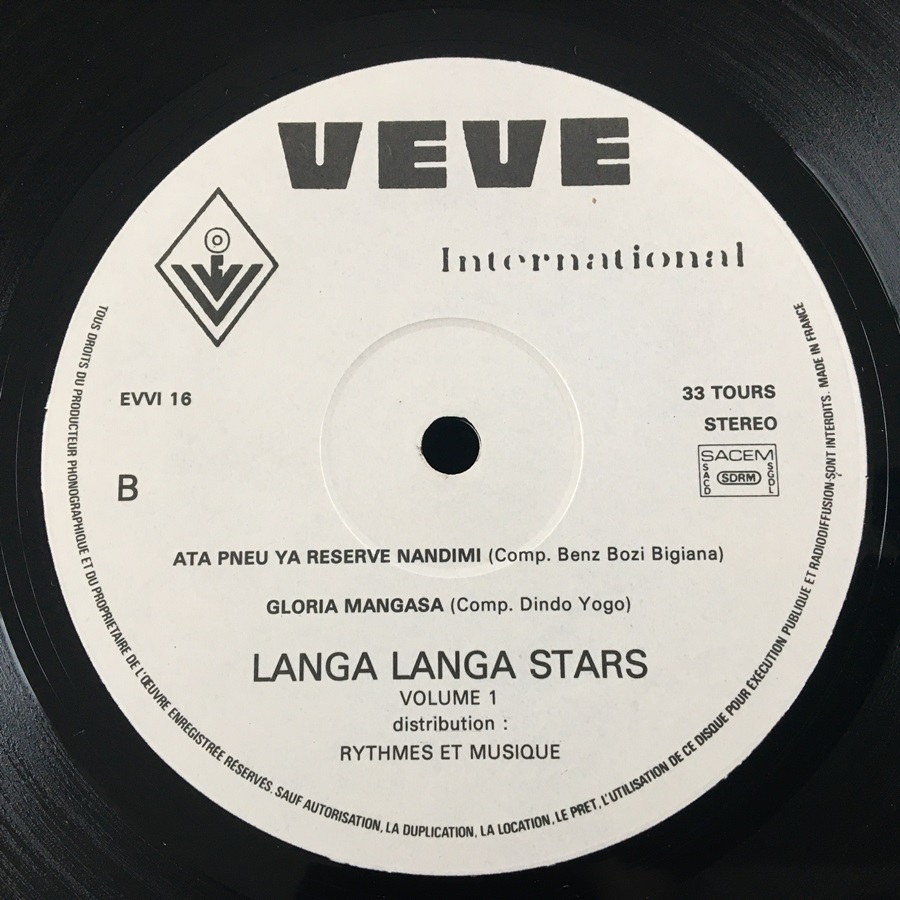 VEVE
International
EVVI 16
33 TOURS
STEREO
SACEM
SACD
SDRM
SGDL
B
ATA PNEU YA RESERVE NANDIMI (Comp. Benz Bozi Bigiana)
GLORIA MANGASA (Comp. Dindo Yogo)
LANGA LANGA STARS
VOLUME 1
distribution :
RYTHMES ET MUSIQUE
TOUS DROITS DU PRODUCTEUR PHONOGRAPHIQUE ET DU PROPRIETAIRE DE L'ŒUVRE ENREGISTRÉE RÉSERVÉS. SAUF AUTORISATION, LA DUPLICATION, LA LOCATION, LE PRET, L'UTILISATION DE CE DISQUE POUR EXÉCUTION PUBLIQUE ET RADIODIFFUSION SONT INTERDITS. MADE IN FRANCE